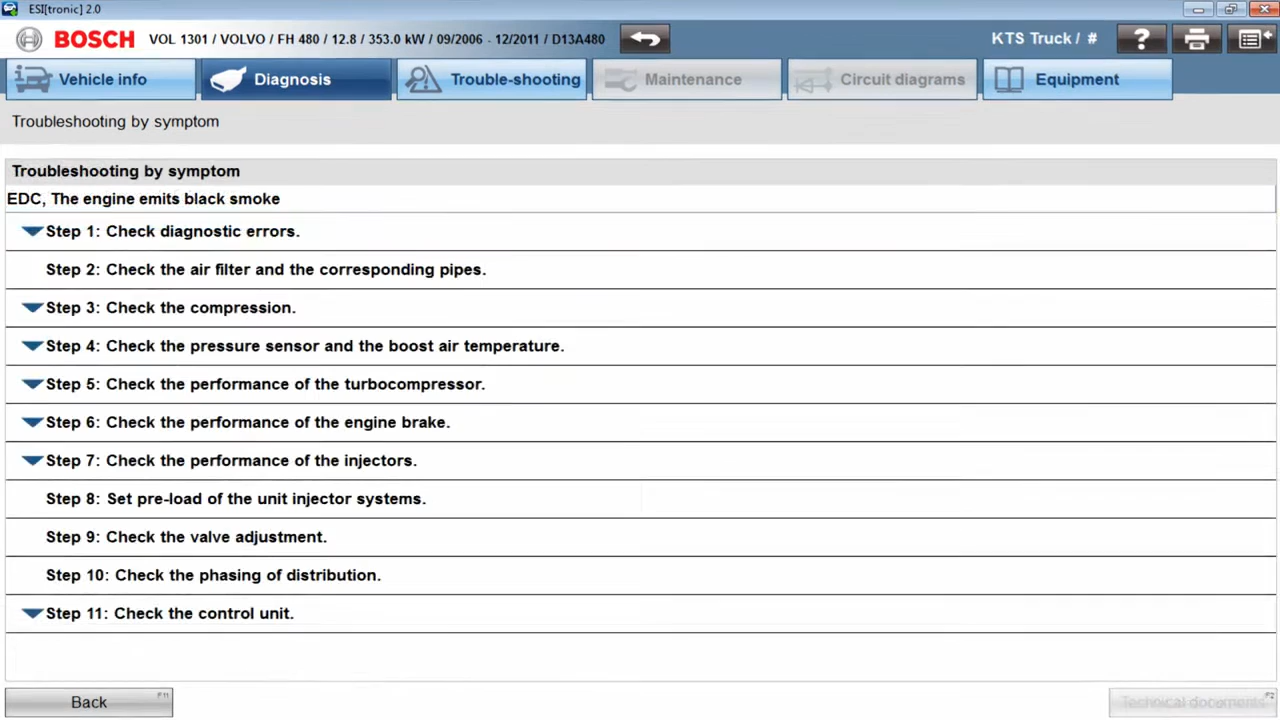 ESI[tronic] 2.0
BOSCH VOL 1301 / VOLVO / FH 480 / 12.8 / 353.0 kW / 09/2006 - 12/2011 / D13A480 KTS Truck / # ?
Vehicle info Diagnosis Trouble-shooting Maintenance Circuit diagrams Equipment
Troubleshooting by symptom
Troubleshooting by symptom
EDC, The engine emits black smoke
Step 1: Check diagnostic errors.
Step 2: Check the air filter and the corresponding pipes.
Step 3: Check the compression.
Step 4: Check the pressure sensor and the boost air temperature.
Step 5: Check the performance of the turbocompressor.
Step 6: Check the performance of the engine brake.
Step 7: Check the performance of the injectors.
Step 8: Set pre-load of the unit injector systems.
Step 9: Check the valve adjustment.
Step 10: Check the phasing of distribution.
Step 11: Check the control unit.
Back F11 Technical documents F2